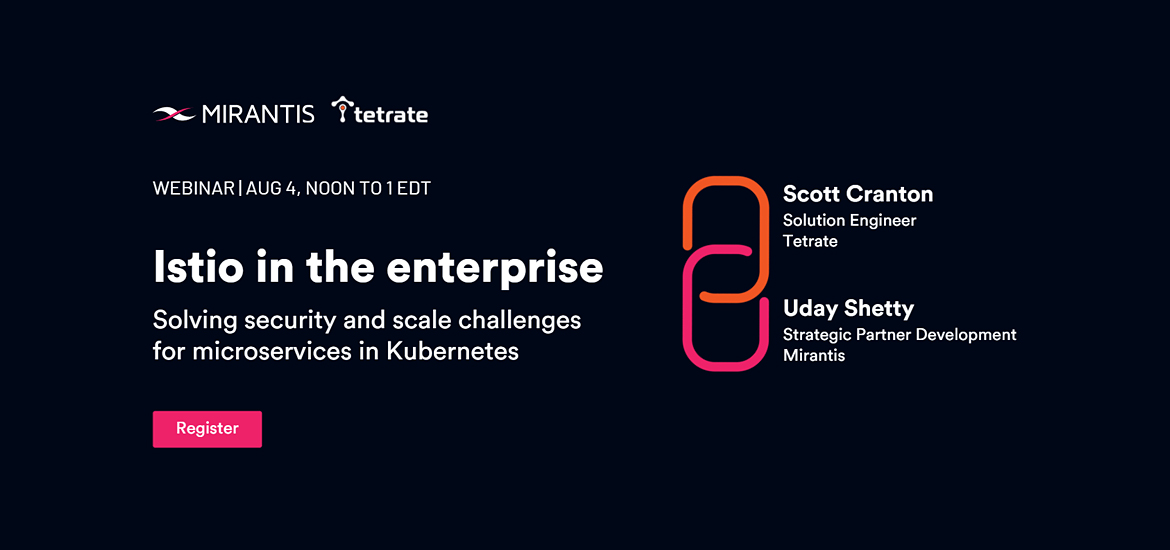 MIRANTIS tetrate
WEBINAR | AUG 4, NOON TO 1 EDT
Istio in the enterprise
Solving security and scale challenges
for microservices in Kubernetes
Register
Scott Cranton
Solution Engineer
Tetrate
Uday Shetty
Strategic Partner Development
Mirantis